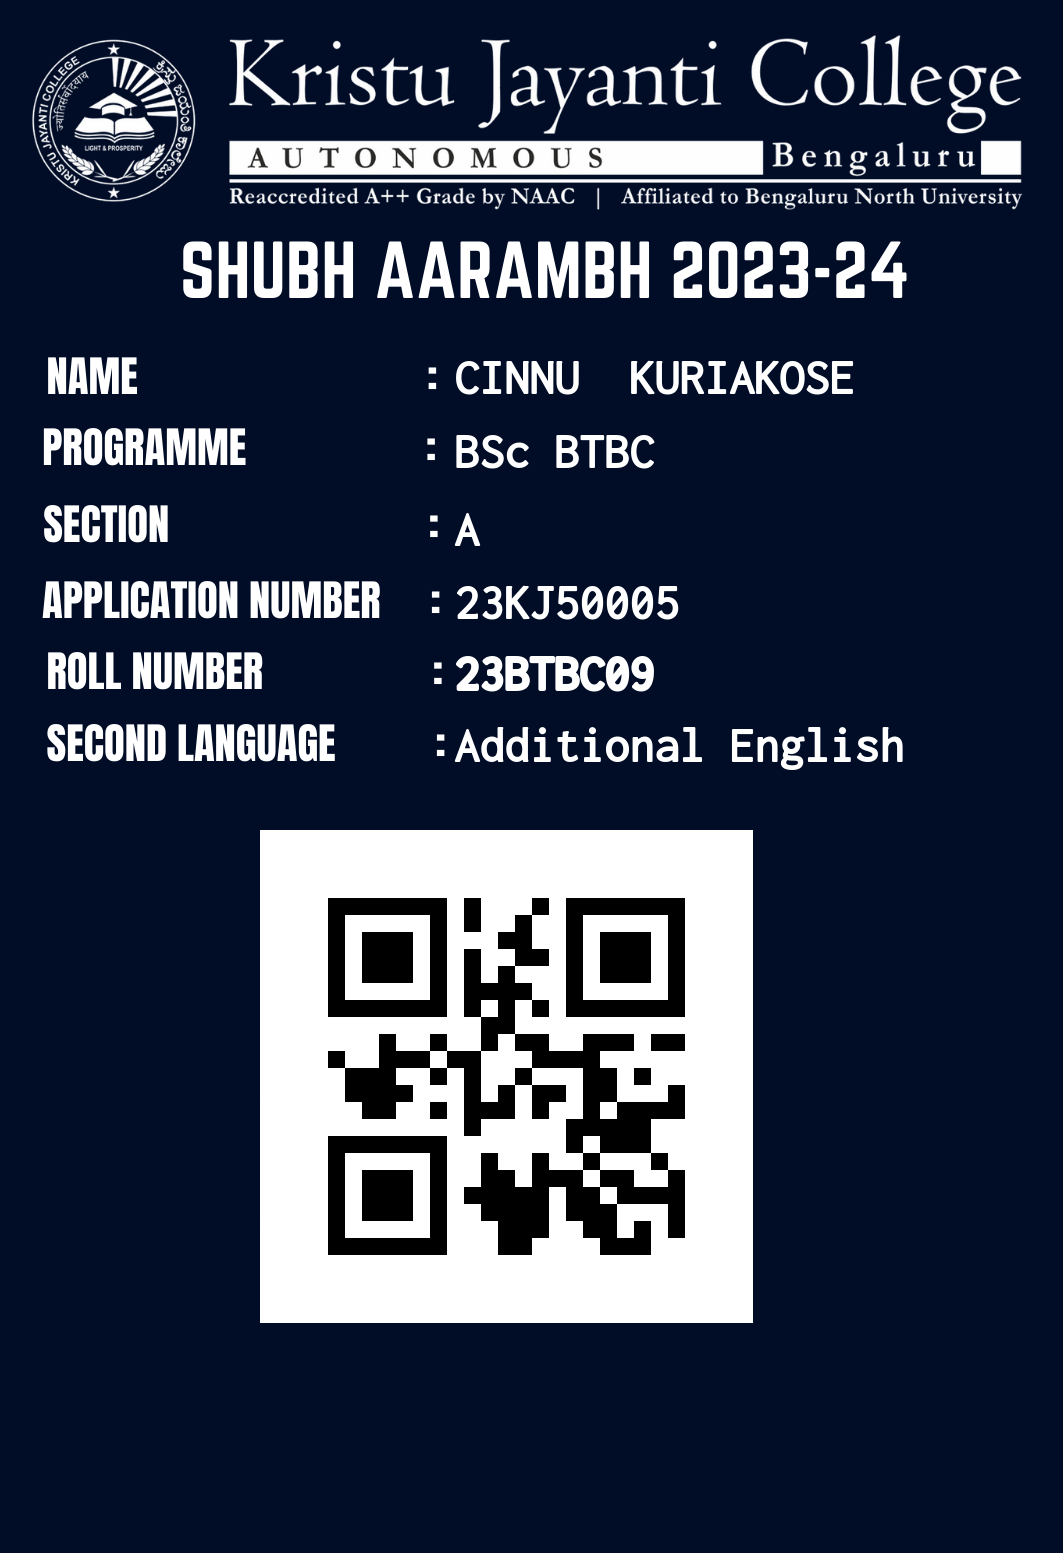 Kristu Jayanti College
AUTONOMOUS Bengaluru
Reaccredited A++ Grade by NAAC | Affiliated to Bengaluru North University
KRISTU JAYANTI COLLEGE
LIGHT & PROSPERITY
SHUBH AARAMBH 2023-24
NAME : CINNU KURIAKOSE
PROGRAMME : BSc BTBC
SECTION : A
APPLICATION NUMBER : 23KJ50005
ROLL NUMBER : 23BTBC09
SECOND LANGUAGE : Additional English